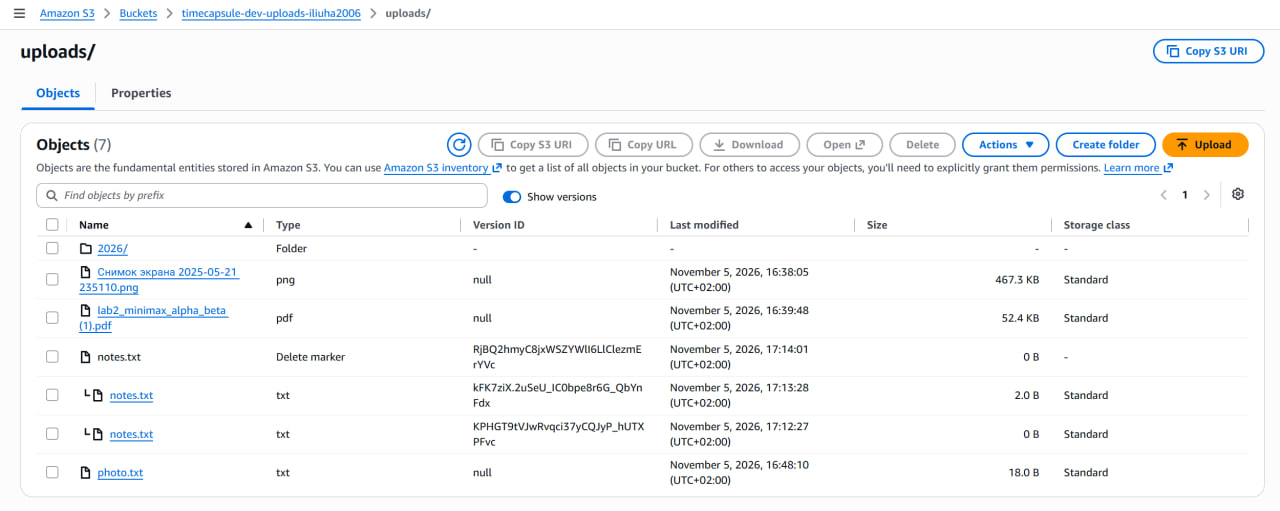 Amazon S3 > Buckets > timecapsule-dev-uploads-iliuha2006 > uploads/
uploads/
Copy S3 URI
Objects Properties
Objects (7)
Copy S3 URI Copy URL Download Open Delete Actions Create folder Upload
Objects are the fundamental entities stored in Amazon S3. You can use Amazon S3 inventory to get a list of all objects in your bucket. For others to access your objects, you'll need to explicitly grant them permissions. Learn more
Find objects by prefix Show versions 1
Name Type Version ID Last modified Size Storage class
2026/ Folder - - - -
Снимок экрана 2025-05-21
235110.png png null November 5, 2026, 16:38:05
(UTC+02:00) 467.3 KB Standard
lab2_minimax_alpha_beta
(1).pdf pdf null November 5, 2026, 16:39:48
(UTC+02:00) 52.4 KB Standard
notes.txt Delete marker RjBQ2hmyC8jxWSZYWlI6LlClezmE
rYVc November 5, 2026, 17:14:01
(UTC+02:00) 0 B -
notes.txt txt kFK7ziX.2uSeU_IC0bpe8r6G_QbYn
Fdx November 5, 2026, 17:13:28
(UTC+02:00) 2.0 B Standard
notes.txt txt KPHGT9tVJwRvqci37yCQJyP_hUTX
PFvc November 5, 2026, 17:12:27
(UTC+02:00) 0 B Standard
photo.txt txt null November 5, 2026, 16:48:10
(UTC+02:00) 18.0 B Standard